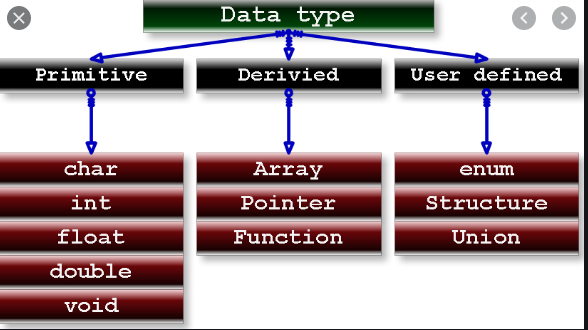 Data type
Primitive
Derivied
User defined
char
int
float
double
void
Array
Pointer
Function
enum
Structure
Union